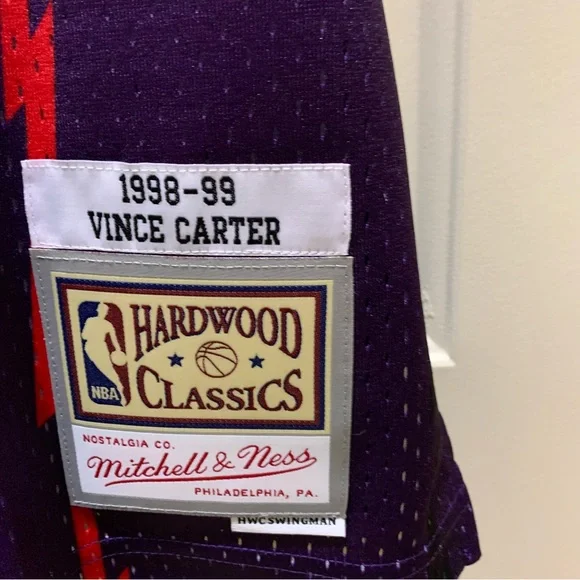 1998-99
VINCE CARTER
HARDWOOD
CLASSICS
NBA
NOSTALGIA CO.
Mitchell & Ness
PHILADELPHIA, PA.
HWCSWINGMAN